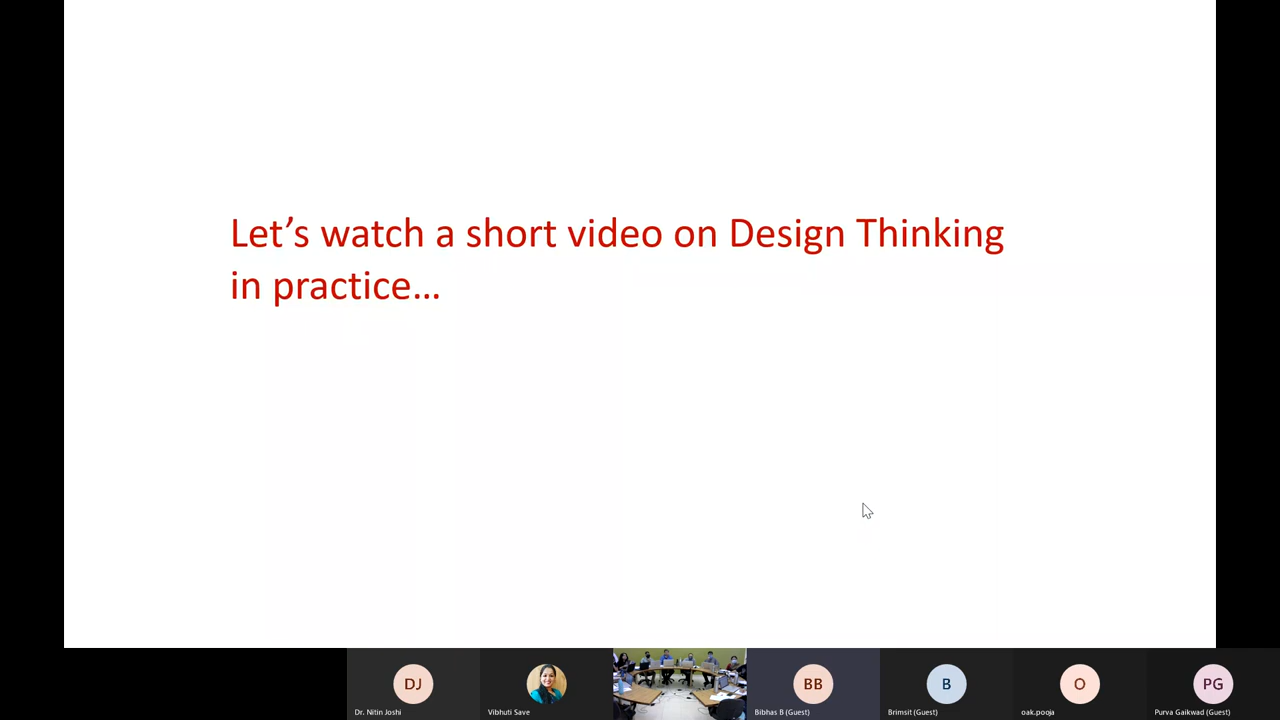 Let’s watch a short video on Design Thinking
in practice...
DJ
BB
B
O
PG
Dr. Nitin Joshi
Vibhuti Save
Bibhas B (Guest)
Brimsit (Guest)
oak.pooja
Purva Gaikwad (Guest)